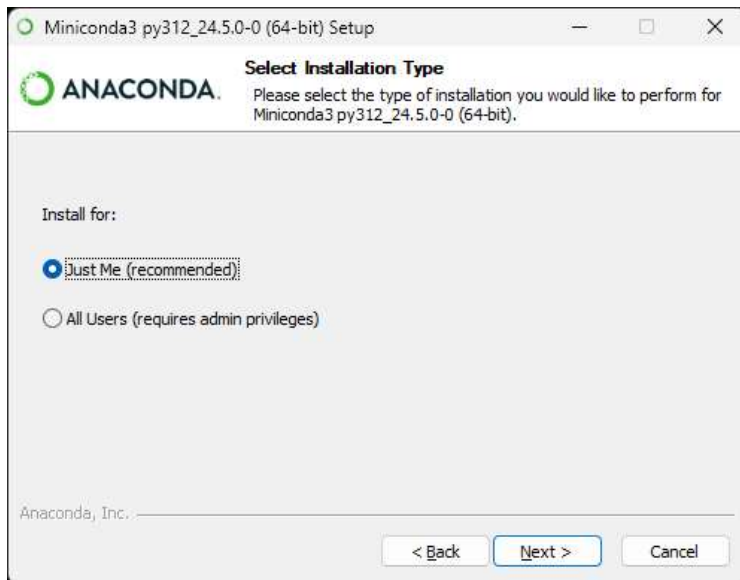 Miniconda3 py312_24.5.0-0 (64-bit) Setup
ANACONDA.
Select Installation Type
Please select the type of installation you would like to perform for
Miniconda3 py312_24.5.0-0 (64-bit).
Install for:
Just Me (recommended)
All Users (requires admin privileges)
Anaconda, Inc.
< Back
Next >
Cancel